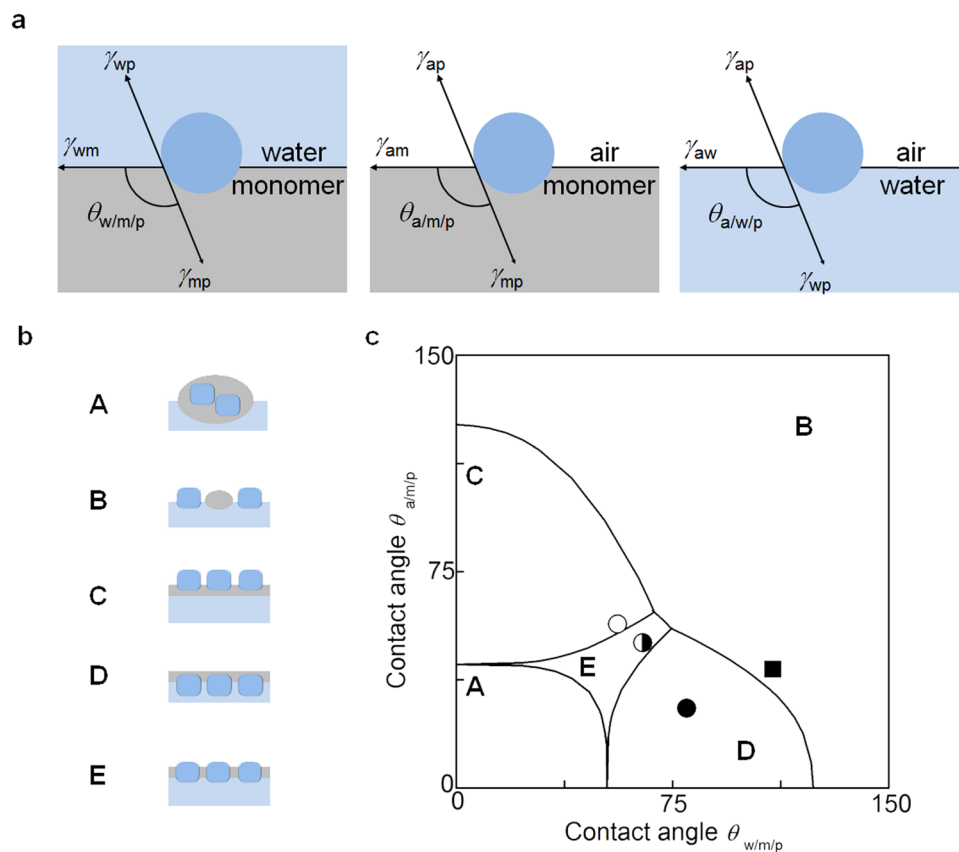 a
γwp γap γap
γwm water γam air γaw air
monomer monomer water
θw/m/p θa/m/p θa/w/p
γmp γmp γwp
b
A
B
C
D
E
c
150
B
C
Contact angle θa/m/p
75
E
A
D
0
0 75 150
Contact angle θw/m/p